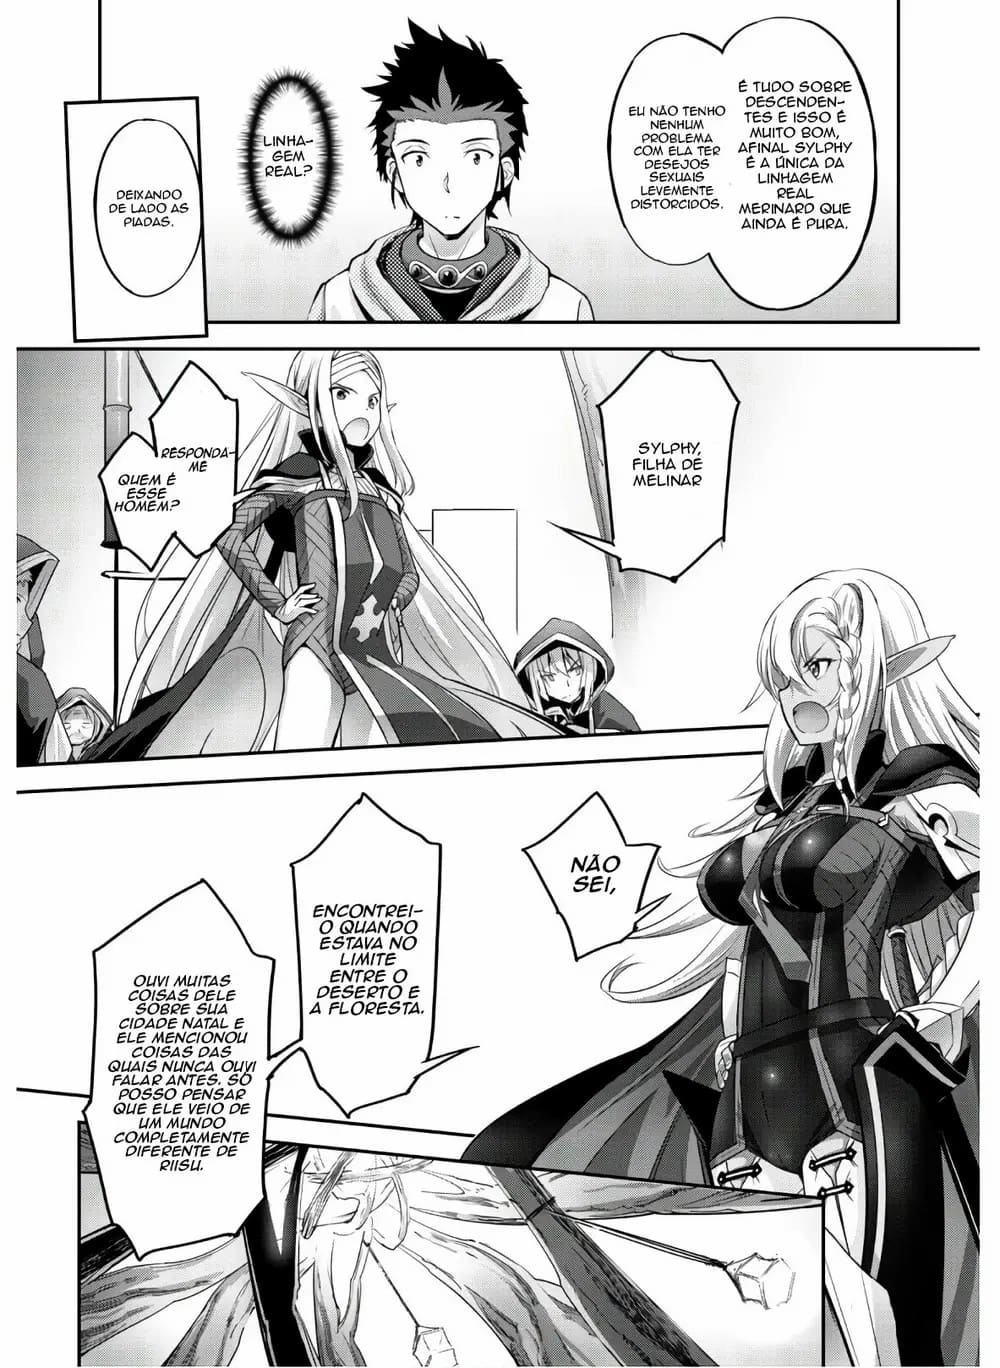 É TUDO SOBRE
DESCENDEN-
TES E ISSO É
MUITO BOM,
AFINAL SYLPHY
É A ÚNICA DA
LINHAGEM
REAL
MERINARD QUE
AINDA É PURA.
EU NÃO TENHO
NENHUM
PROBLEMA
COM ELA TER
DESEJOS
SEXUAIS
LEVEMENTE
DISTORCIDOS.
LINHA-
GEM
REAL?
DEIXANDO
DE LADO AS
PIADAS.
SYLPHY,
FILHA DE
MELINAR
RESPONDA-
ME
QUEM É
ESSE
HOMEM?
NÃO
SEI,
ENCONTREI-
O QUANDO
ESTAVA NO
LIMITE
ENTRE O
DESERTO E
A FLORESTA.
OUVI MUITAS
COISAS DELE
SOBRE SUA
CIDADE NATAL E
ELE MENCIONOU
COISAS DAS
QUAIS NUNCA OUVI
FALAR ANTES. SÓ
POSSO PENSAR
QUE ELE VEIO DE
UM MUNDO
COMPLETAMENTE
DIFERENTE DE
RIISU.